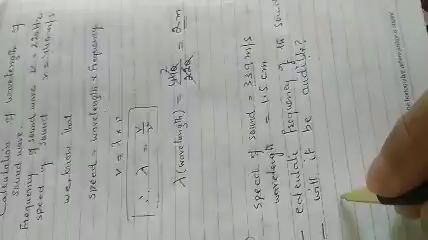 Calculation of wavelength of
sound wave.
Frequency of sound wave ν = 220Hz
speed of sound v = 440m/s
we know that
speed = wavelength x frequency
v = λ x ν
∴ λ = v/ν
λ (wavelength) = 440/220 = 2m
speed of sound = 339 m/s
wavelength = 1.5 cm
calculate frequency of the sound
will it be audible?